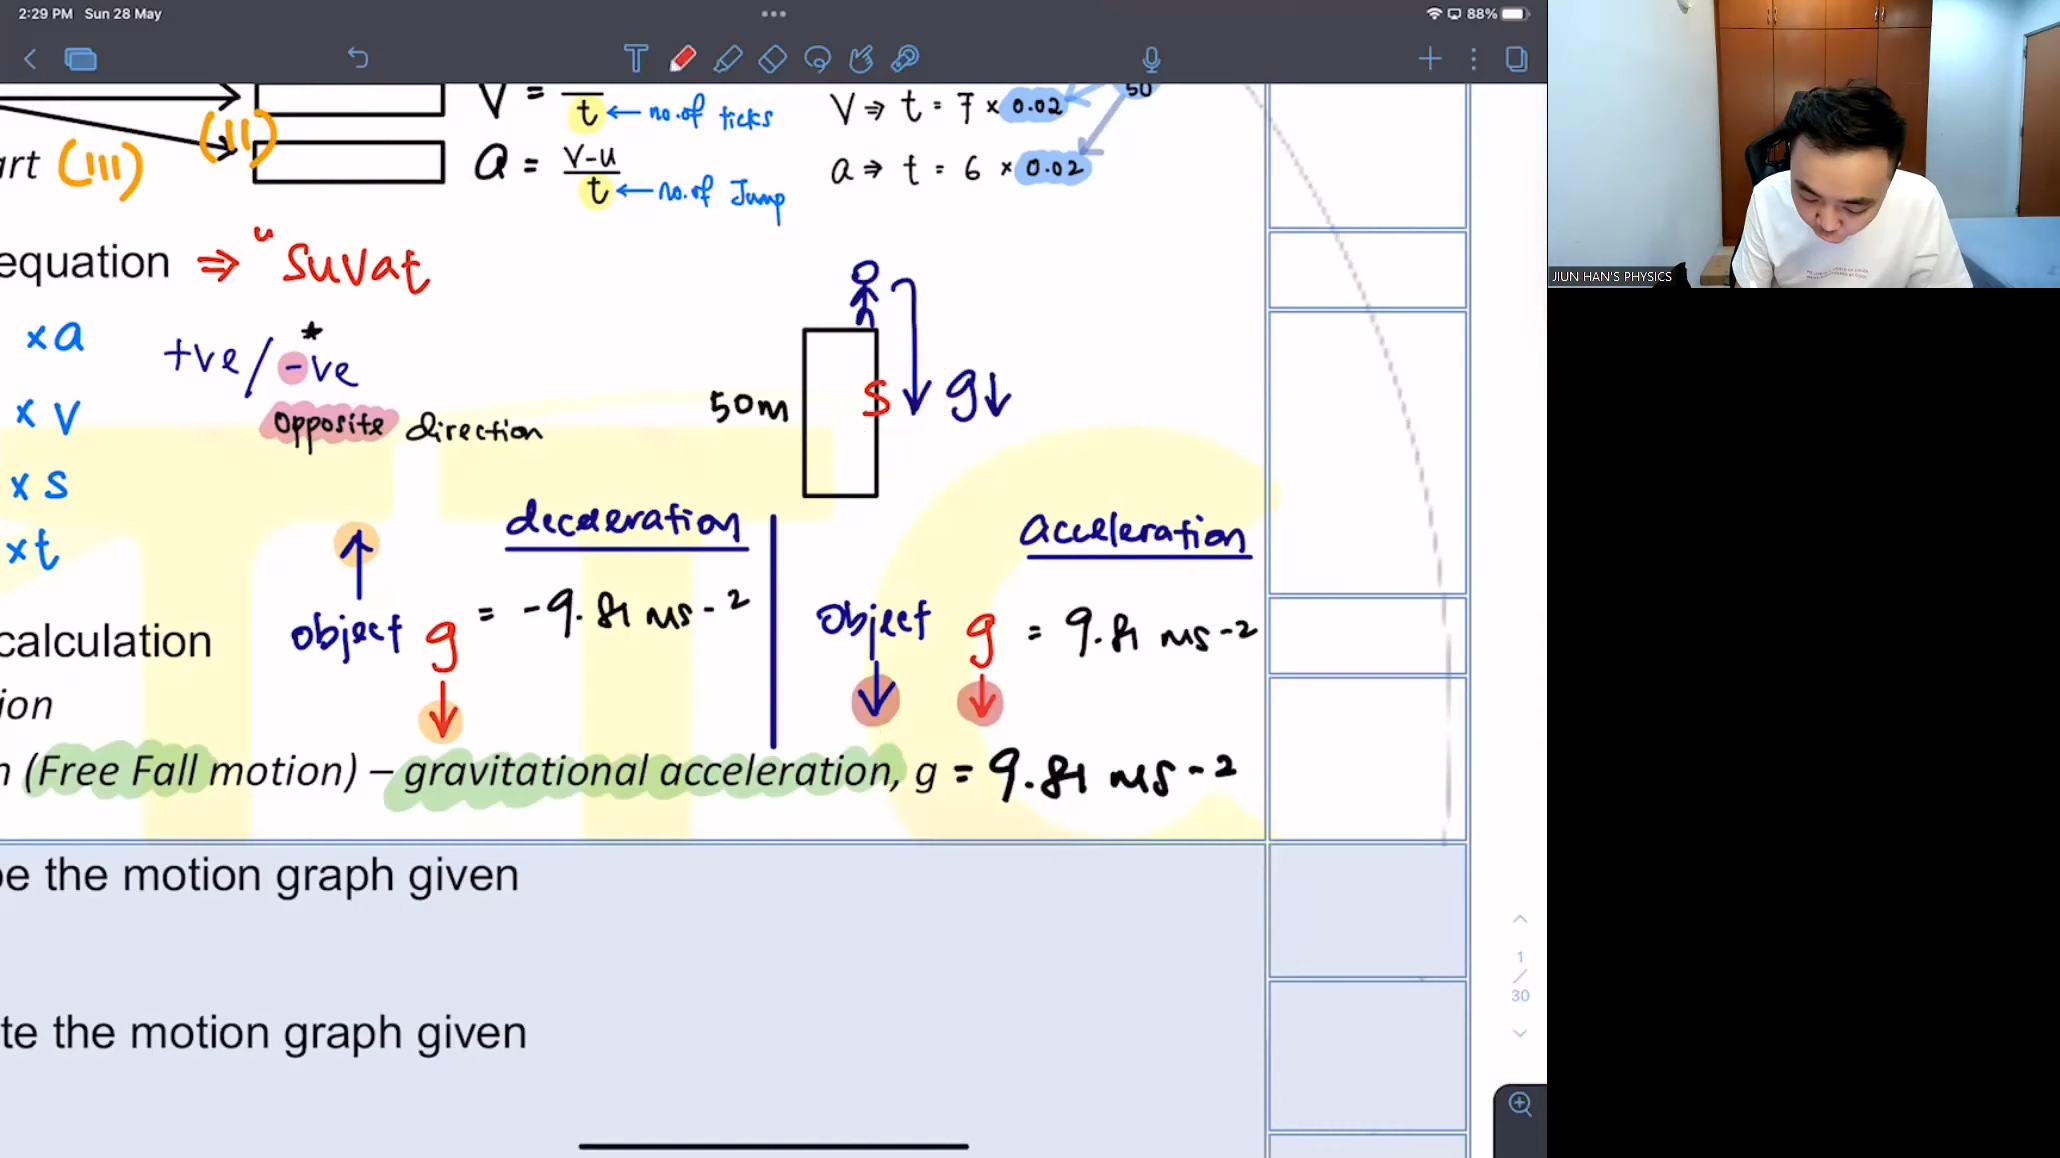 2:29 PM Sun 28 May
88%
V = t ← no. of ticks
V ⇒ t = 7 × 0.02
50
art (III) (II)
a = v-u / t ← no. of Jump
a ⇒ t = 6 × 0.02
equation ⇒ "Suvat
× a
+ve / -ve *
× v
opposite direction
50m S g↓
× s
× t
deceleration
acceleration
object g = -9.81 ms-2
object g = 9.81 ms-2
calculation
ion
n (Free Fall motion) – gravitational acceleration, g = 9.81 ms-2
be the motion graph given
te the motion graph given
1
/
30
JIUN HAN'S PHYSICS